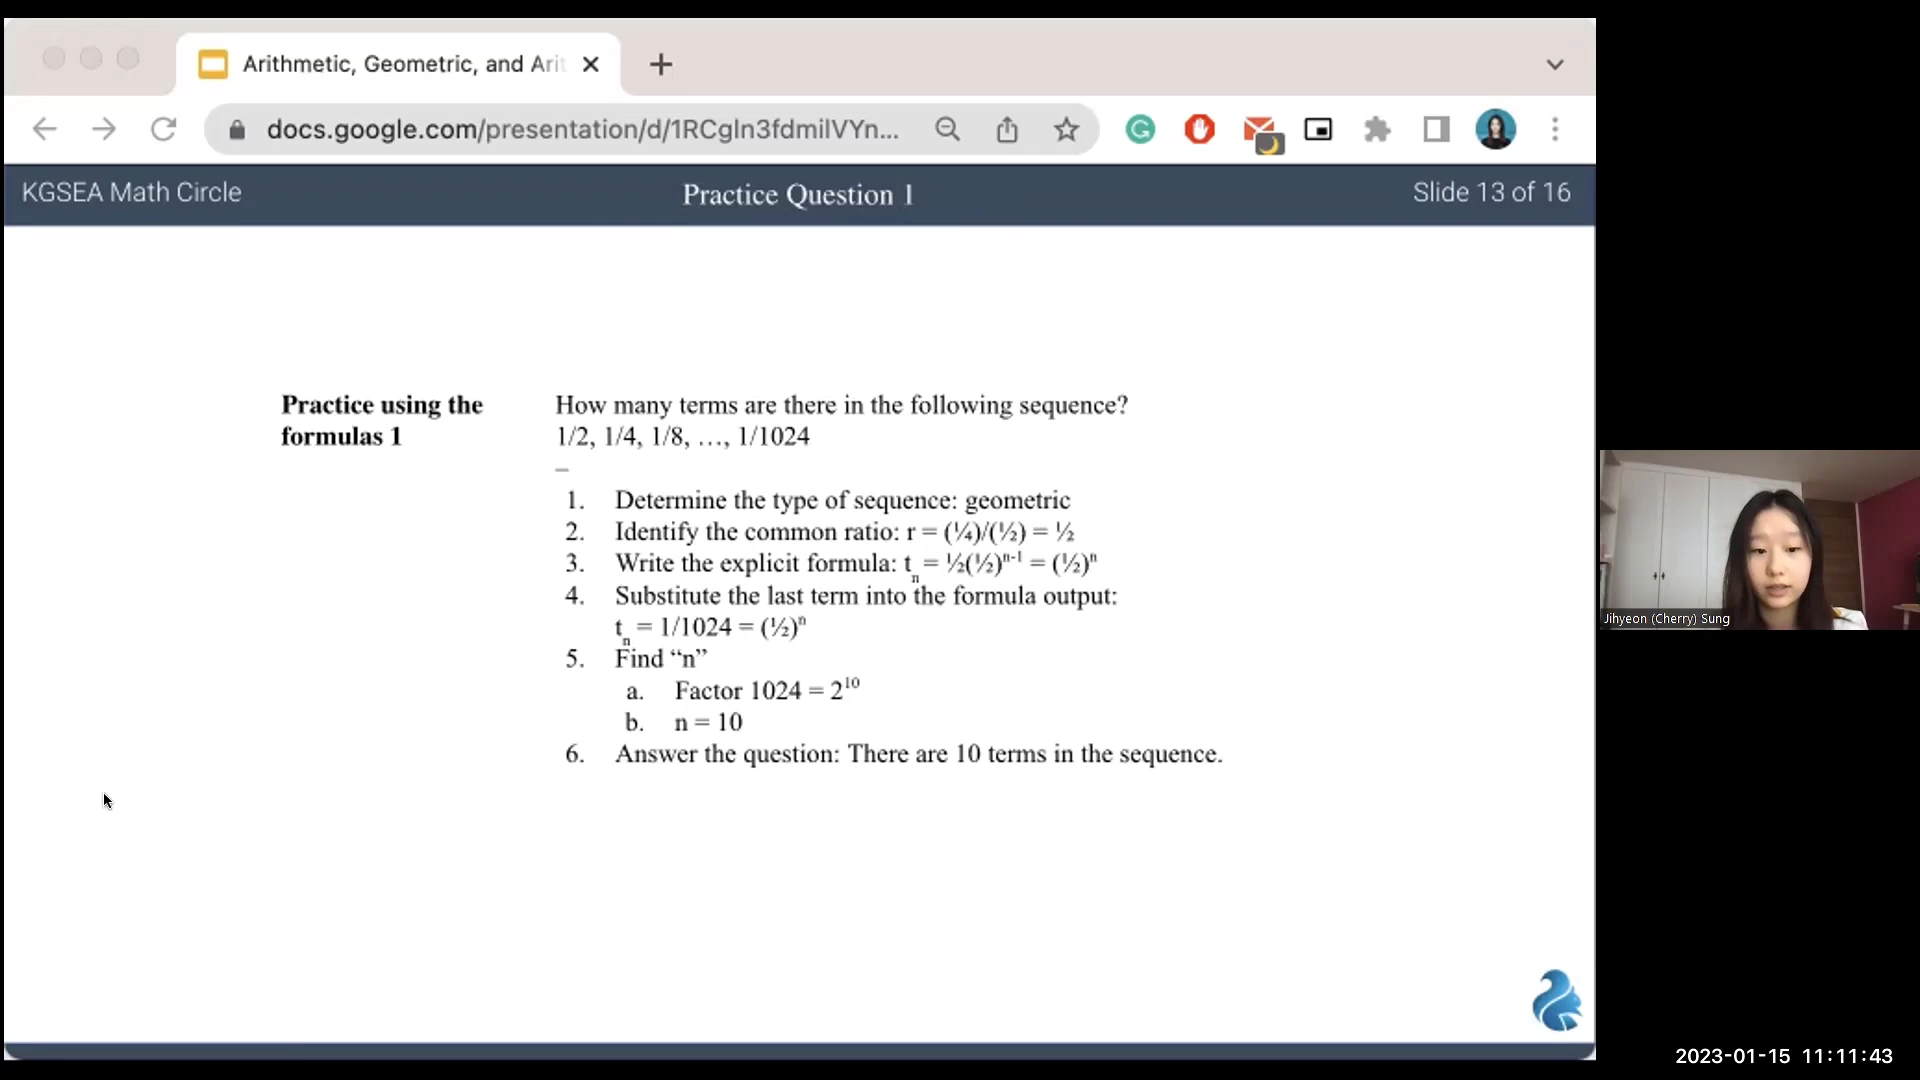 Arithmetic, Geometric, and Arit
docs.google.com/presentation/d/1RCgln3fdmilVYn...
KGSEA Math Circle
Practice Question 1
Slide 13 of 16
Practice using the
formulas 1
How many terms are there in the following sequence?
1/2, 1/4, 1/8, …, 1/1024
–
1. Determine the type of sequence: geometric
2. Identify the common ratio: r = (¼)/(½) = ½
3. Write the explicit formula: tₙ = ½(½)ⁿ⁻¹ = (½)ⁿ
4. Substitute the last term into the formula output:
tₙ = 1/1024 = (½)ⁿ
5. Find “n”
a. Factor 1024 = 2¹⁰
b. n = 10
6. Answer the question: There are 10 terms in the sequence.
Jihyeon (Cherry) Sung
2023-01-15 11:11:43